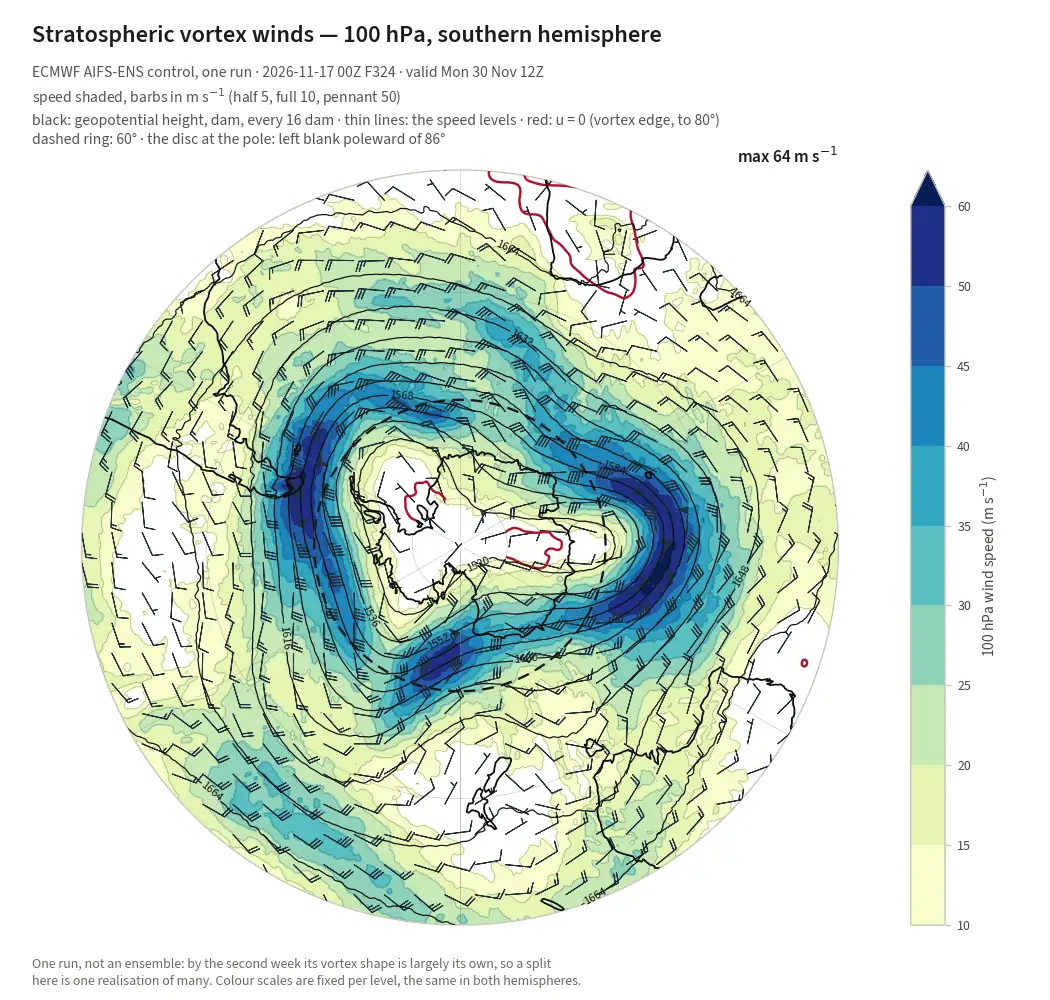 Stratospheric vortex winds — 100 hPa, southern hemisphere
ECMWF AIFS-ENS control, one run · 2026-11-17 00Z F324 · valid Mon 30 Nov 12Z
speed shaded, barbs in m s⁻¹ (half 5, full 10, pennant 50)
black: geopotential height, dam, every 16 dam · thin lines: the speed levels · red: u = 0 (vortex edge, to 80°)
dashed ring: 60° · the disc at the pole: left blank poleward of 86°
max 64 m s⁻¹
60
50
45
40
35
30
25
20
15
10
100 hPa wind speed (m s⁻¹)
1664
1632
1568
1584
1520
1648
1536
1552
1616
1664
1664
1664
One run, not an ensemble: by the second week its vortex shape is largely its own, so a split
here is one realisation of many. Colour scales are fixed per level, the same in both hemispheres.